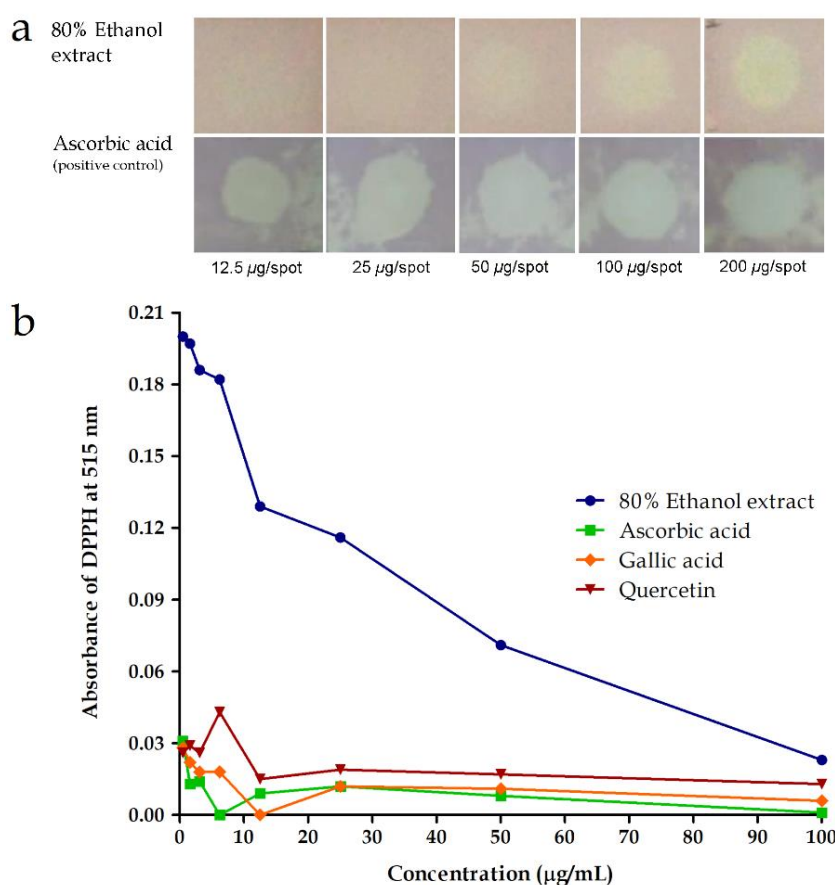 a
80% Ethanol
extract
Ascorbic acid
(positive control)
12.5 µg/spot 25 µg/spot 50 µg/spot 100 µg/spot 200 µg/spot
b
0.21
0.18
0.15
0.12
0.09
0.06
0.03
0.00
Absorbance of DPPH at 515 nm
80% Ethanol extract
Ascorbic acid
Gallic acid
Quercetin
0 10 20 30 40 50 60 70 80 90 100
Concentration (µg/mL)